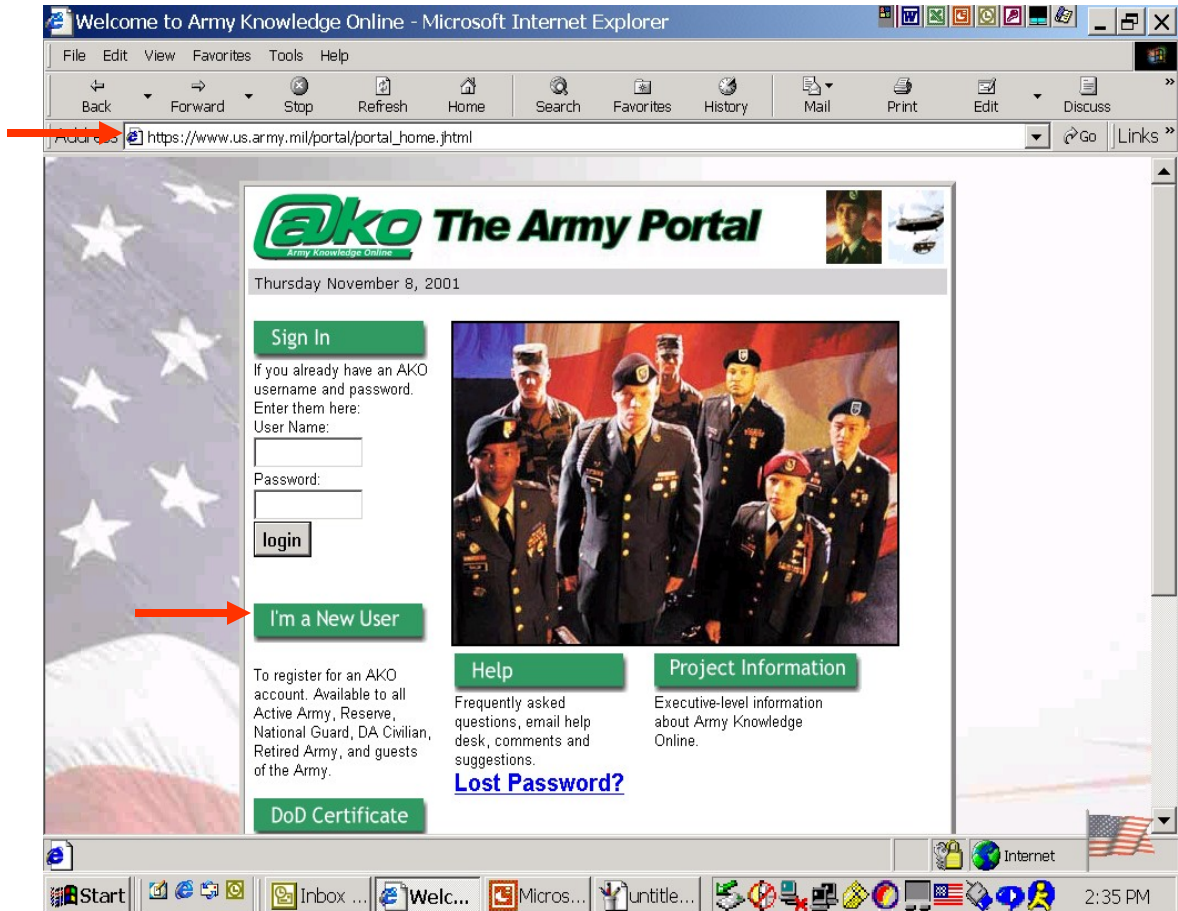 Welcome to Army Knowledge Online - Microsoft Internet Explorer
File Edit View Favorites Tools Help
Back Forward Stop Refresh Home Search Favorites History Mail Print Edit Discuss »
Address https://www.us.army.mil/portal/portal_home.jhtml Go Links »
@ko The Army Portal
Army Knowledge Online
Thursday November 8, 2001
Sign In
If you already have an AKO
username and password.
Enter them here:
User Name:
Password:
login
I'm a New User
To register for an AKO
account. Available to all
Active Army, Reserve,
National Guard, DA Civilian,
Retired Army, and guests
of the Army.
DoD Certificate
Help
Frequently asked
questions, email help
desk, comments and
suggestions.
Lost Password?
Project Information
Executive-level information
about Army Knowledge
Online.
Internet
Start Inbox ... Welc... Micros... untitle... 2:35 PM